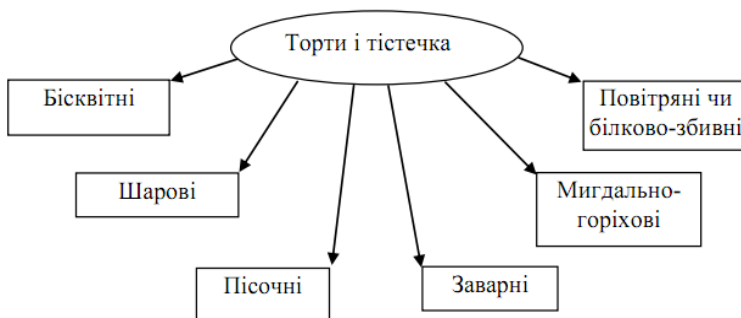 Торти і тістечка
Бісквітні
Повітряні чи
білково-збивні
Шарові
Мигдально-
горіхові
Пісочні
Заварні